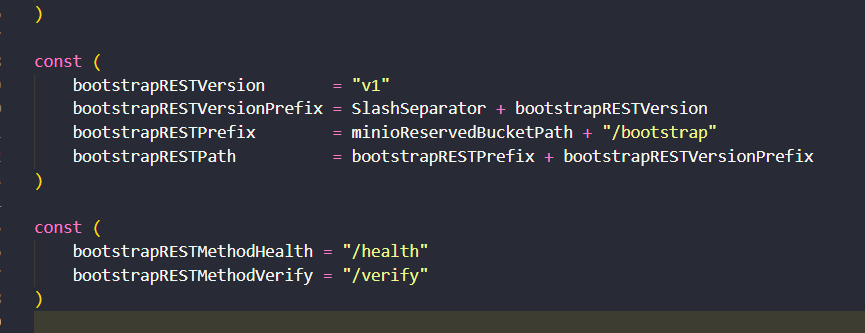 )
const (
    bootstrapRESTVersion       = "v1"
    bootstrapRESTVersionPrefix = SlashSeparator + bootstrapRESTVersion
    bootstrapRESTPrefix        = minioReservedBucketPath + "/bootstrap"
    bootstrapRESTPath          = bootstrapRESTPrefix + bootstrapRESTVersionPrefix
)
const (
    bootstrapRESTMethodHealth = "/health"
    bootstrapRESTMethodVerify = "/verify"
)